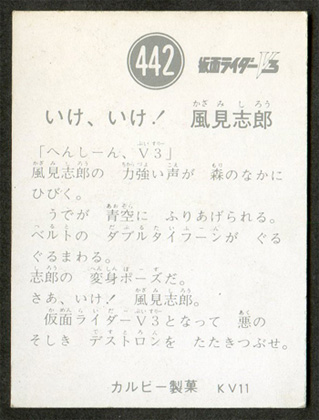 442
仮面ライダーV3
いけ、いけ! 風見志郎
「へんしーん、V3」
風見志郎の 力強い声が 森のなかに
ひびく。
うでが 青空に ふりあげられる。
ベルトの ダブルタイフーンが ぐる
ぐるまわる。
志郎の 変身ポーズだ。
さあ、いけ! 風見志郎。
仮面ライダーV3となって 悪の
そしき デストロンを たたきつぶせ。
カルビー製菓 KV11